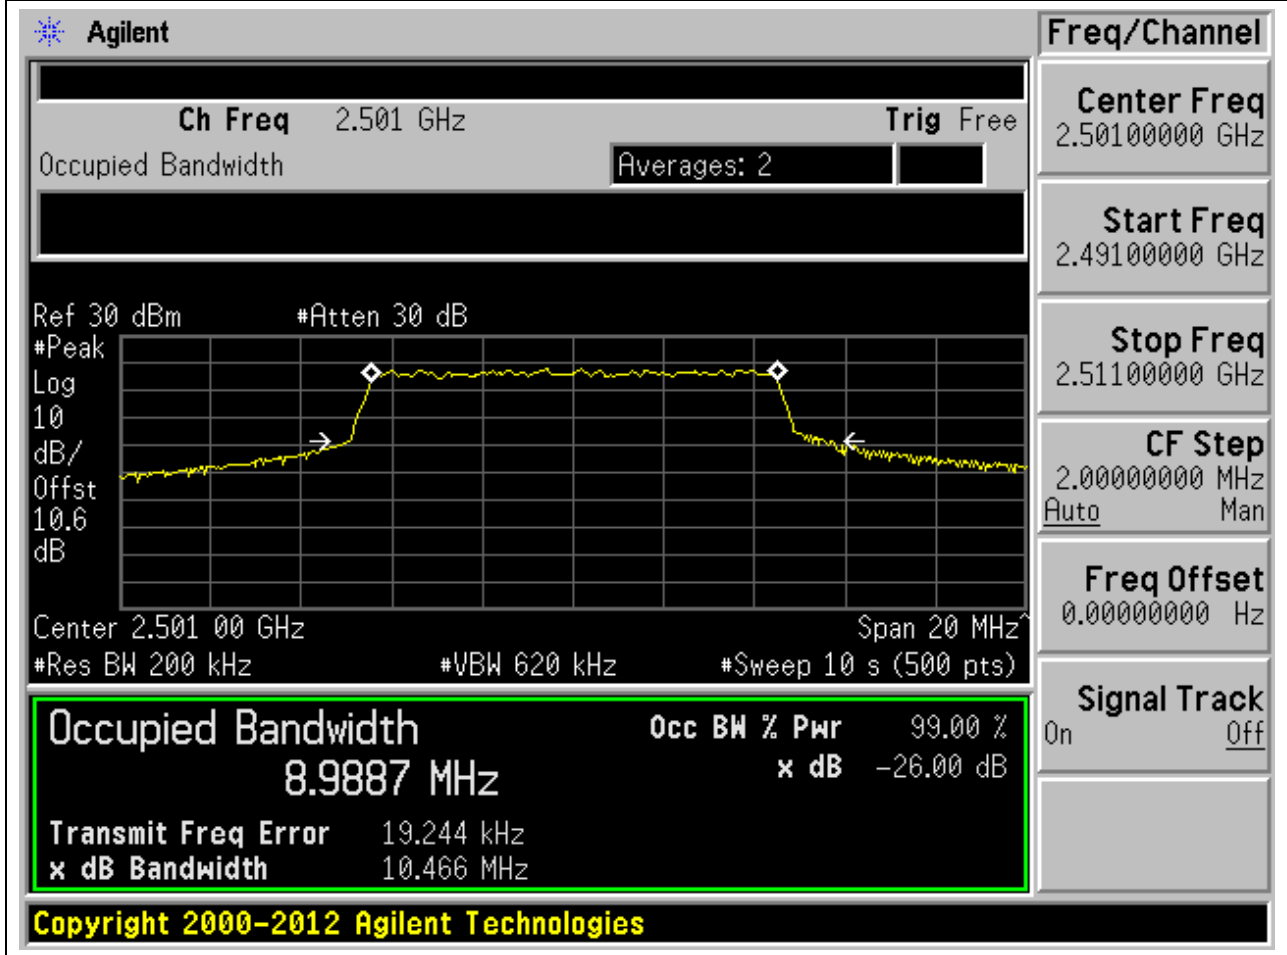 Agilent Freq/Channel
Ch Freq 2.501 GHz Trig Free
Occupied Bandwidth Averages: 2
Ref 30 dBm #Atten 30 dB
#Peak
Log
10
dB/
Offst
10.6
dB
Center 2.501 00 GHz Span 20 MHz^
#Res BW 200 kHz #VBW 620 kHz #Sweep 10 s (500 pts)
Occupied Bandwidth Occ BW % Pwr 99.00 %
8.9887 MHz x dB -26.00 dB
Transmit Freq Error 19.244 kHz
x dB Bandwidth 10.466 MHz
Copyright 2000-2012 Agilent Technologies
Center Freq
2.50100000 GHz
Start Freq
2.49100000 GHz
Stop Freq
2.51100000 GHz
CF Step
2.00000000 MHz
Auto Man
Freq Offset
0.00000000 Hz
Signal Track
On Off